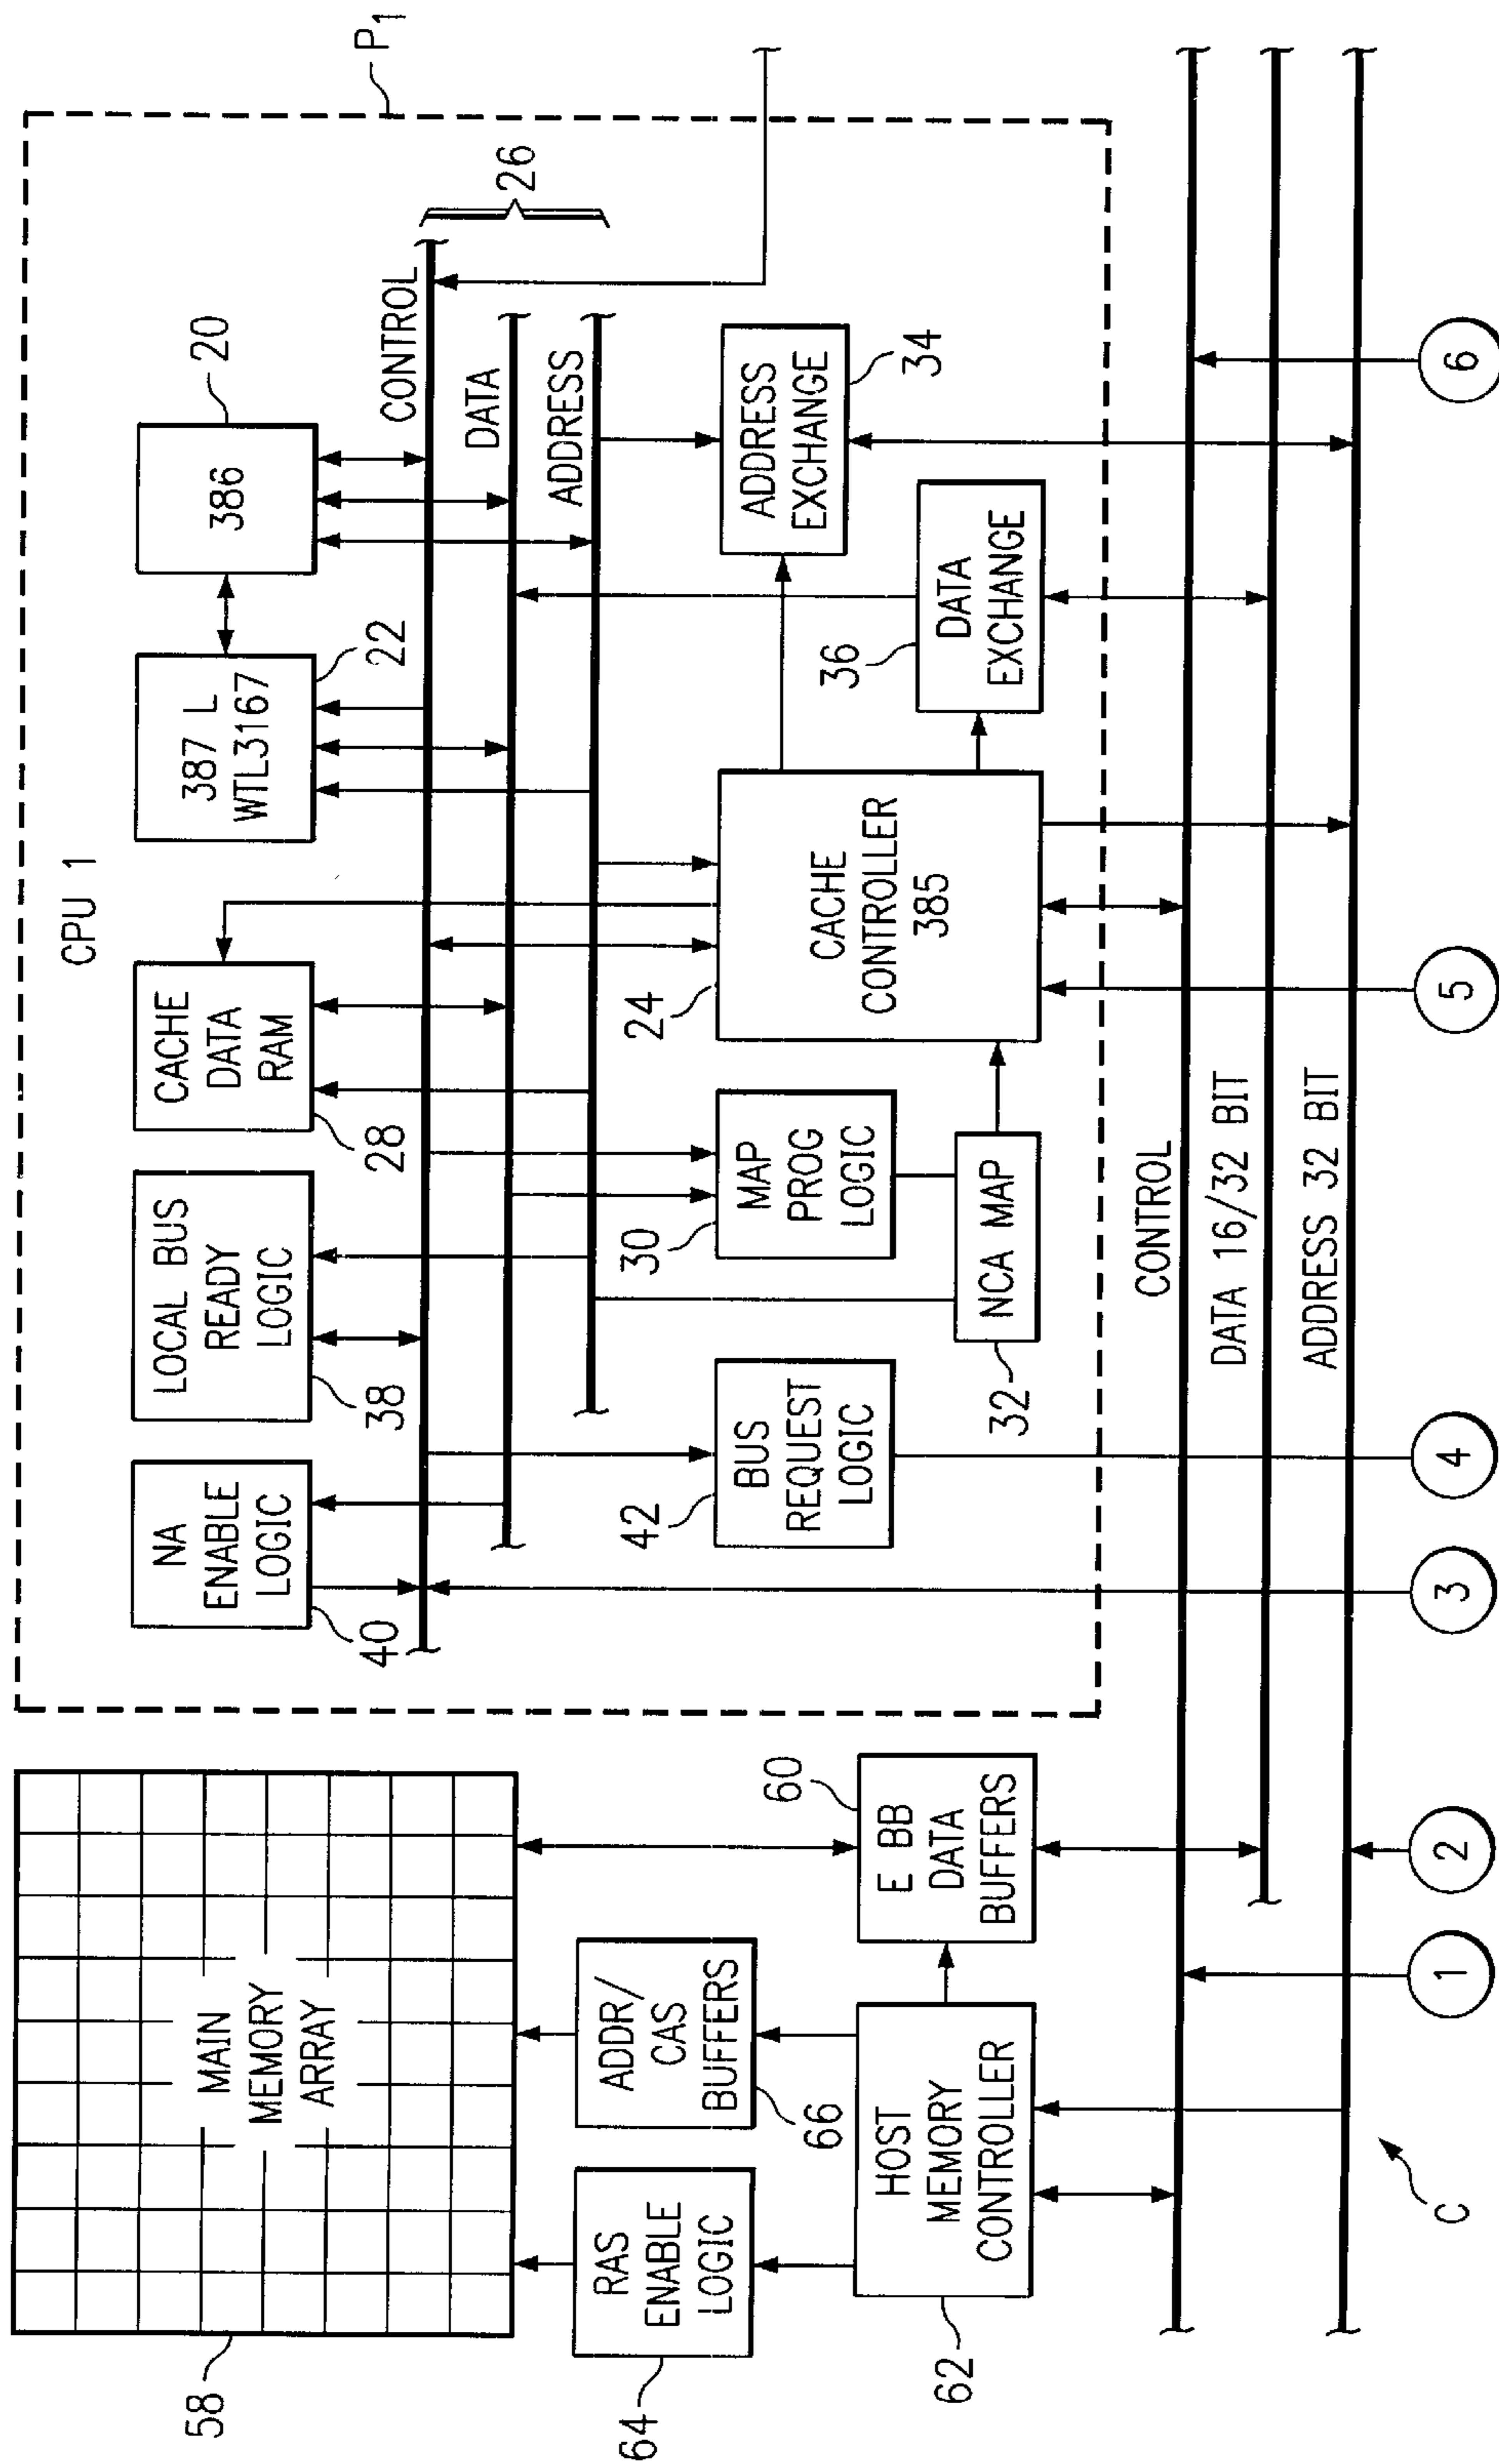 58
MAIN
MEMORY
ARRAY
64
RAS
ENABLE
LOGIC
66
ADDR/
CAS
BUFFERS
62
HOST
MEMORY
CONTROLLER
60
E BB
DATA
BUFFERS
CPU 1
P1
40
NA
ENABLE
LOGIC
38
LOCAL BUS
READY
LOGIC
28
CACHE
DATA
RAM
22
387 L
WTL3167
20
386
CONTROL
DATA
ADDRESS
26
42
BUS
REQUEST
LOGIC
30
MAP
PROG
LOGIC
32
NCA MAP
24
CACHE
CONTROLLER
385
36
DATA
EXCHANGE
34
ADDRESS
EXCHANGE
CONTROL
DATA 16/32 BIT
ADDRESS 32 BIT
C
1
2
3
4
5
6